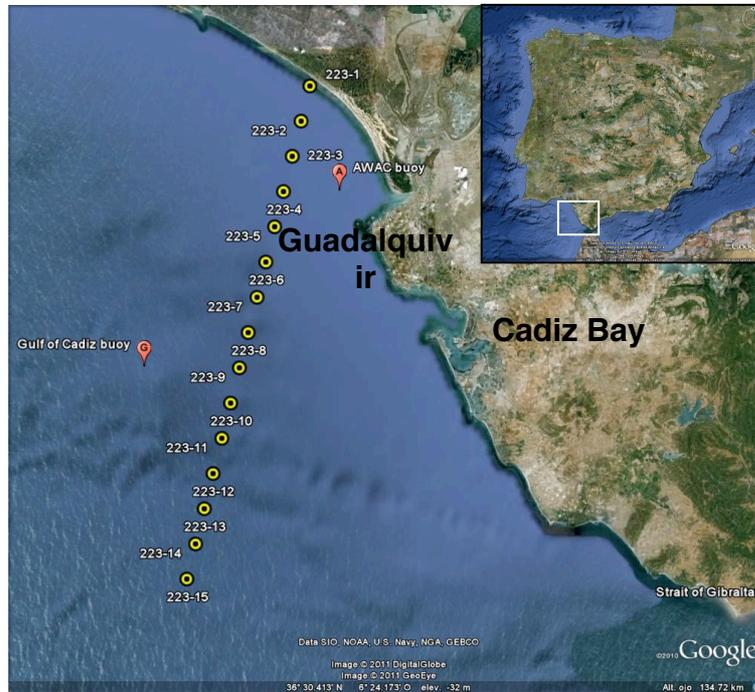 223-1
223-2
223-3
AWAC buoy
A
223-4
223-5
Guadalquiv
ir
223-6
223-7
Cadiz Bay
Gulf of Cadiz buoy
G
223-8
223-9
223-10
223-11
223-12
223-13
223-14
223-15
Strait of Gibralta
Data SIO, NOAA, U.S. Navy, NGA, GEBCO
©2010 Google
Image © 2011 DigitalGlobe
Image © 2011 GeoEye
36°30.413' N 6°24.173' O elev. -32 m
Alt. ojo 134.72 km